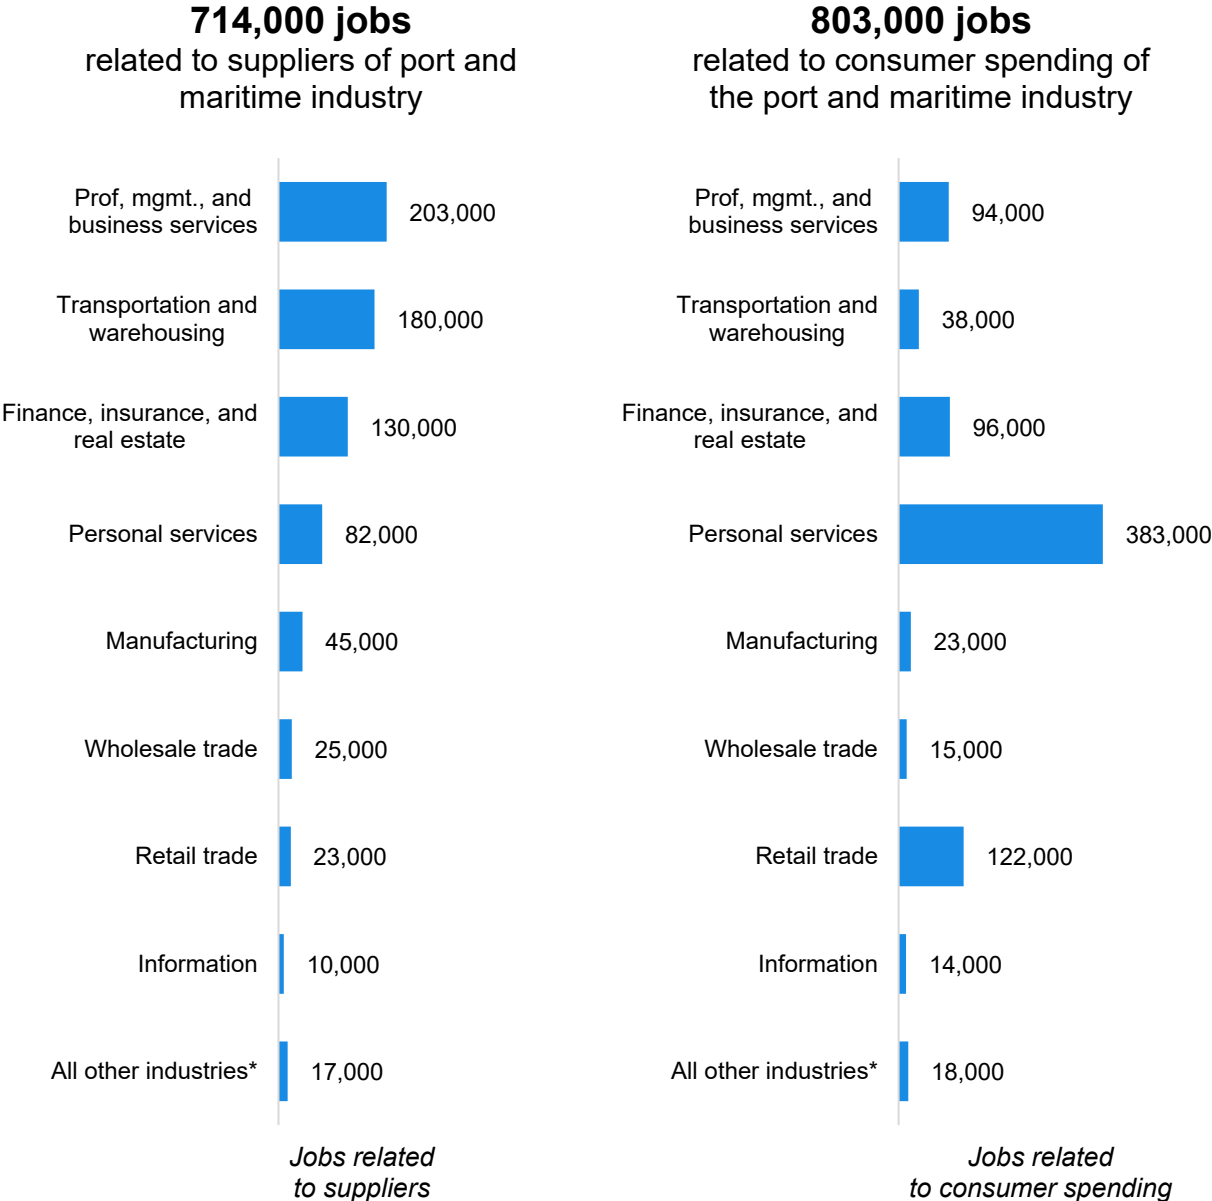 714,000 jobs
related to suppliers of port and
maritime industry
Prof, mgmt., and
business services
203,000
Transportation and
warehousing
180,000
Finance, insurance, and
real estate
130,000
Personal services
82,000
Manufacturing
45,000
Wholesale trade
25,000
Retail trade
23,000
Information
10,000
All other industries*
17,000
Jobs related
to suppliers
803,000 jobs
related to consumer spending of
the port and maritime industry
Prof, mgmt., and
business services
94,000
Transportation and
warehousing
38,000
Finance, insurance, and
real estate
96,000
Personal services
383,000
Manufacturing
23,000
Wholesale trade
15,000
Retail trade
122,000
Information
14,000
All other industries*
18,000
Jobs related
to consumer spending